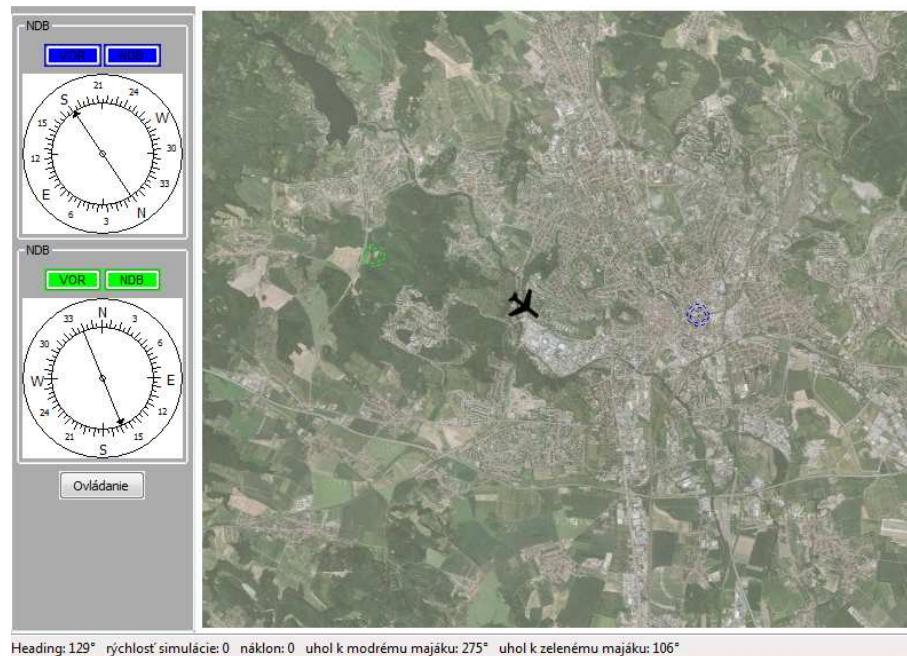 NDB
VOR NDB
21
S 24
15 W
12 30
E 33
6 N
3
NDB
VOR NDB
N
33 3
30 6
W E
24 12
21 15
S
Ovládanie
Heading: 129° rýchlosť simulácie: 0 náklon: 0 uhol k modrému majáku: 275° uhol k zelenému majáku: 106°